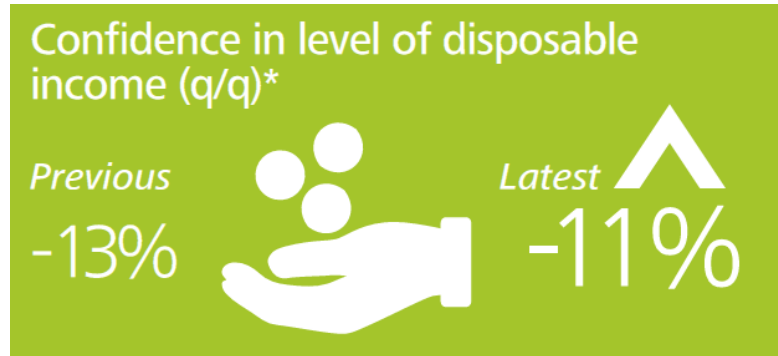 Confidence in level of disposable
income (q/q)*
Previous
Latest
-13%
-11%